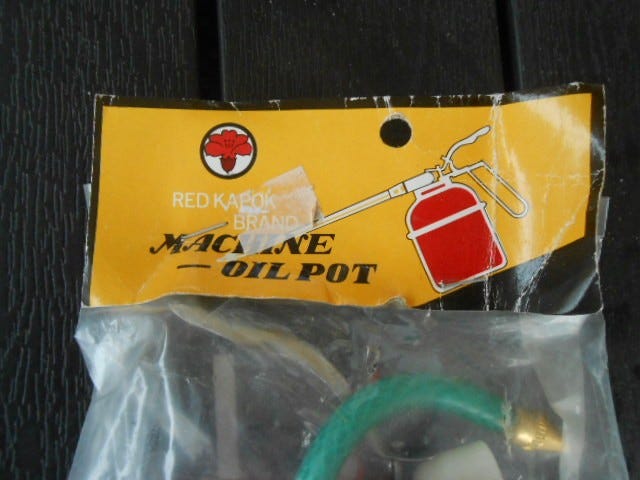 RED KAPOK
BRAND
MACHINE
— OIL POT